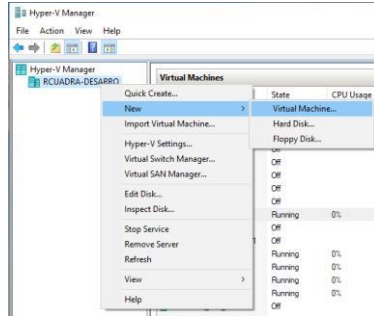 Hyper-V Manager
File Action View Help
Hyper-V Manager
RCUADRA-DESARRO
Virtual Machines
State CPU Usage
Quick Create...
New
Virtual Machine...
Import Virtual Machine...
Hard Disk...
Floppy Disk...
Hyper-V Settings...
Virtual Switch Manager...
Off
Virtual SAN Manager...
Off
Off
Edit Disk...
Off
Inspect Disk...
Off
Running 0%
Stop Service
Off
Remove Server
1 Off
Refresh
Running 0%
Running 0%
View
Running 0%
Running 0%
Help
Off